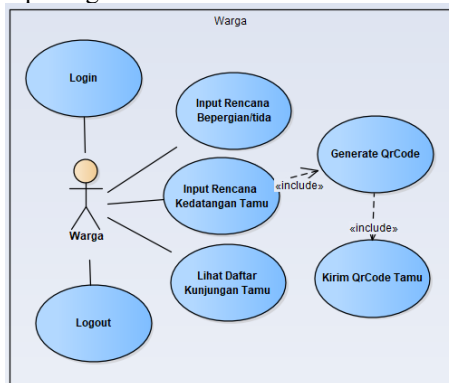 Warga
Login
Input Rencana
Bepergian/tida
Generate QrCode
«include»
Input Rencana
Kedatangan Tamu
Warga
«include»
Lihat Daftar
Kunjungan Tamu
Kirim QrCode Tamu
Logout